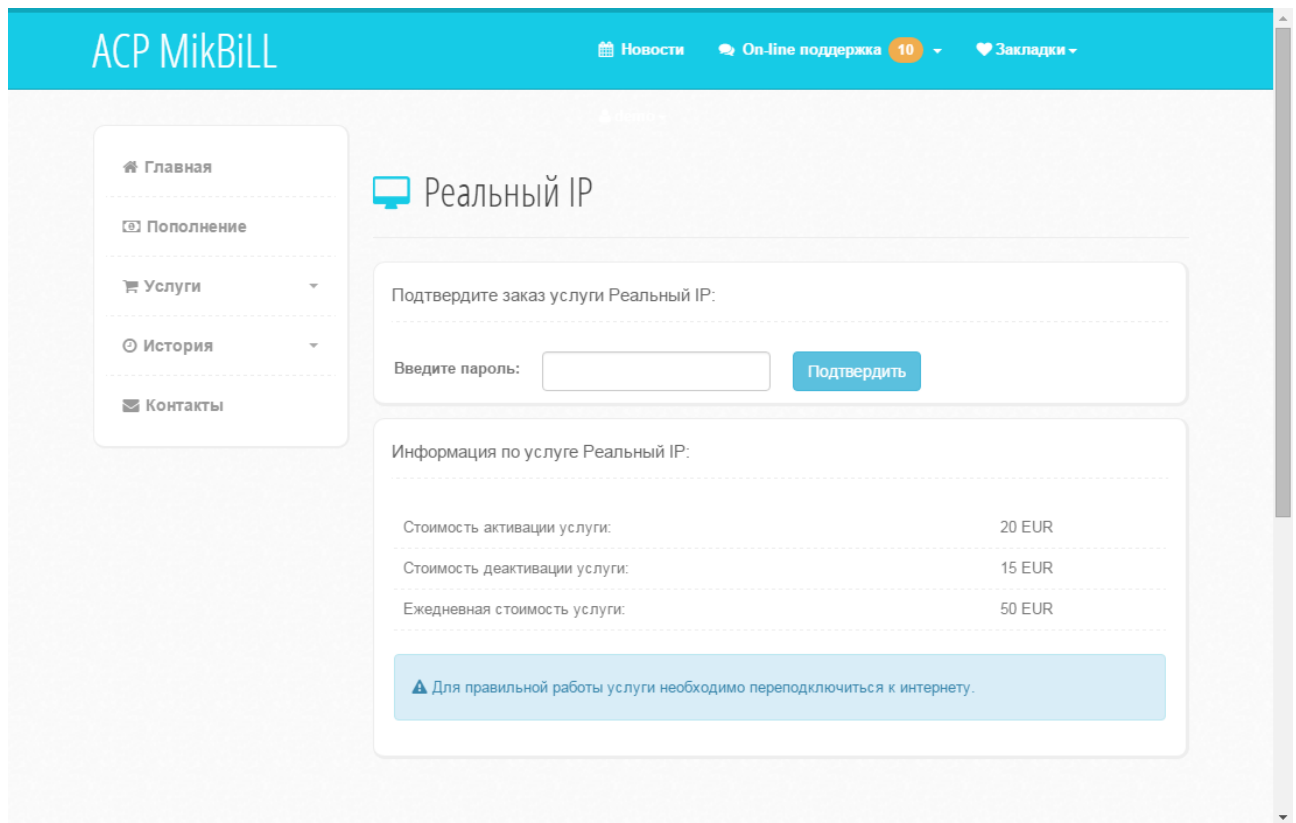 ACP MikBiLL
Новости On-line поддержка 10 Закладки
Главная
Пополнение
Услуги
История
Контакты
Реальный IP
Подтвердите заказ услуги Реальный IP:
Введите пароль: Подтвердить
Информация по услуге Реальный IP:
Стоимость активации услуги: 20 EUR
Стоимость деактивации услуги: 15 EUR
Ежедневная стоимость услуги: 50 EUR
Для правильной работы услуги необходимо переподключиться к интернету.